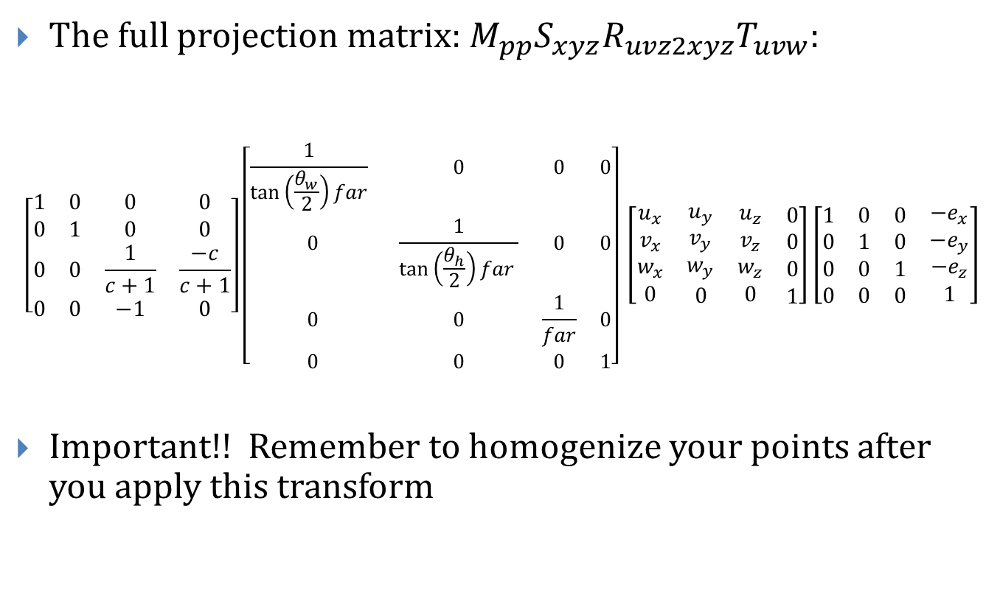 ▶ The full projection matrix: $M_{pp}S_{xyz}R_{uvz2xyz}T_{uvw}$:
$\begin{bmatrix} 1 & 0 & 0 & 0 \\ 0 & 1 & 0 & 0 \\ 0 & 0 & \frac{1}{c+1} & \frac{-c}{c+1} \\ 0 & 0 & -1 & 0 \end{bmatrix} \begin{bmatrix} \frac{1}{\tan\left(\frac{\theta_w}{2}\right)far} & 0 & 0 & 0 \\ 0 & \frac{1}{\tan\left(\frac{\theta_h}{2}\right)far} & 0 & 0 \\ 0 & 0 & \frac{1}{far} & 0 \\ 0 & 0 & 0 & 1 \end{bmatrix} \begin{bmatrix} u_x & u_y & u_z & 0 \\ v_x & v_y & v_z & 0 \\ w_x & w_y & w_z & 0 \\ 0 & 0 & 0 & 1 \end{bmatrix} \begin{bmatrix} 1 & 0 & 0 & -e_x \\ 0 & 1 & 0 & -e_y \\ 0 & 0 & 1 & -e_z \\ 0 & 0 & 0 & 1 \end{bmatrix}$
▶ Important!! Remember to homogenize your points after
you apply this transform